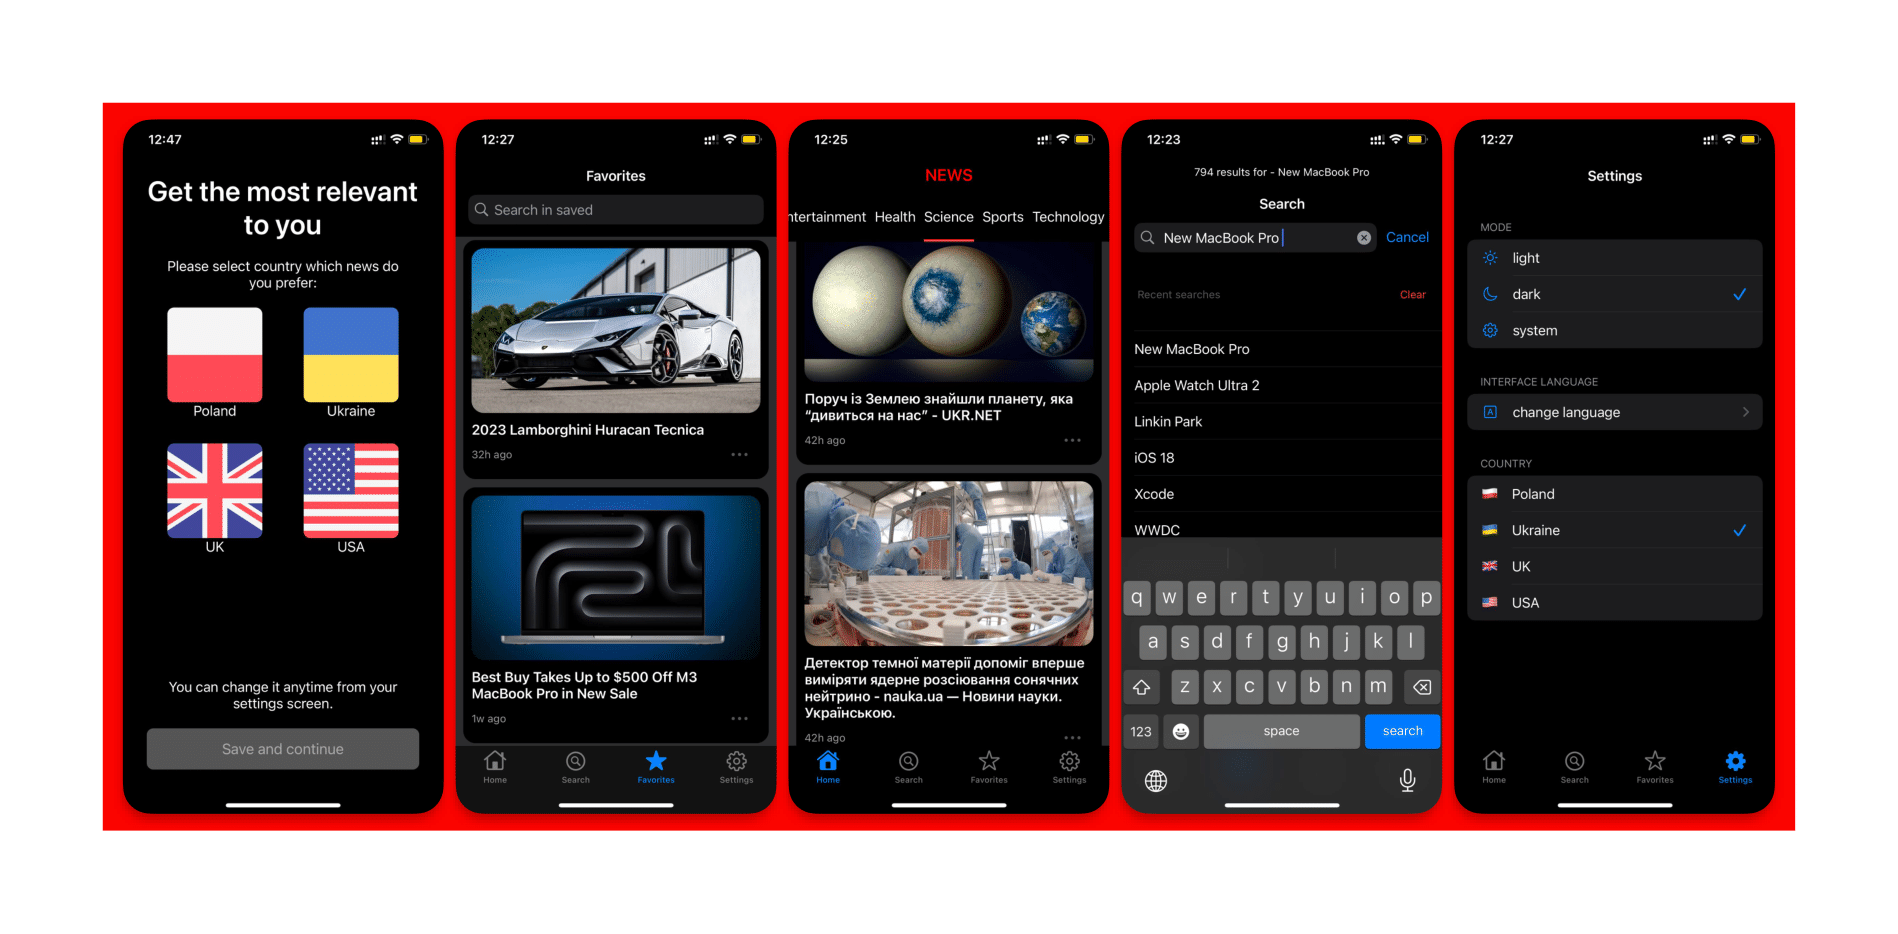 12:47
Get the most relevant
to you
Please select country which news do
you prefer:
Poland
Ukraine
UK
USA
You can change it anytime from your
settings screen.
Save and continue
12:27
Favorites
Search in saved
2023 Lamborghini Huracan Tecnica
32h ago
Best Buy Takes Up to $500 Off M3
MacBook Pro in New Sale
1w ago
Home
Search
Favorites
Settings
12:25
NEWS
ntertainment Health Science Sports Technology
Поруч із Землею знайшли планету, яка
“дивиться на нас” - UKR.NET
42h ago
Детектор темної матерії допоміг вперше
виміряти ядерне розсіювання сонячних
нейтрино - nauka.ua — Новини науки.
Українською.
42h ago
Home
Search
Favorites
Settings
12:23
794 results for - New MacBook Pro
Search
New MacBook Pro
Cancel
Recent searches
Clear
New MacBook Pro
Apple Watch Ultra 2
Linkin Park
iOS 18
Xcode
WWDC
q w e r t y u i o p
a s d f g h j k l
z x c v b n m
123
space
search
12:27
Settings
MODE
light
dark
system
INTERFACE LANGUAGE
A change language
COUNTRY
Poland
Ukraine
UK
USA
Home
Search
Favorites
Settings